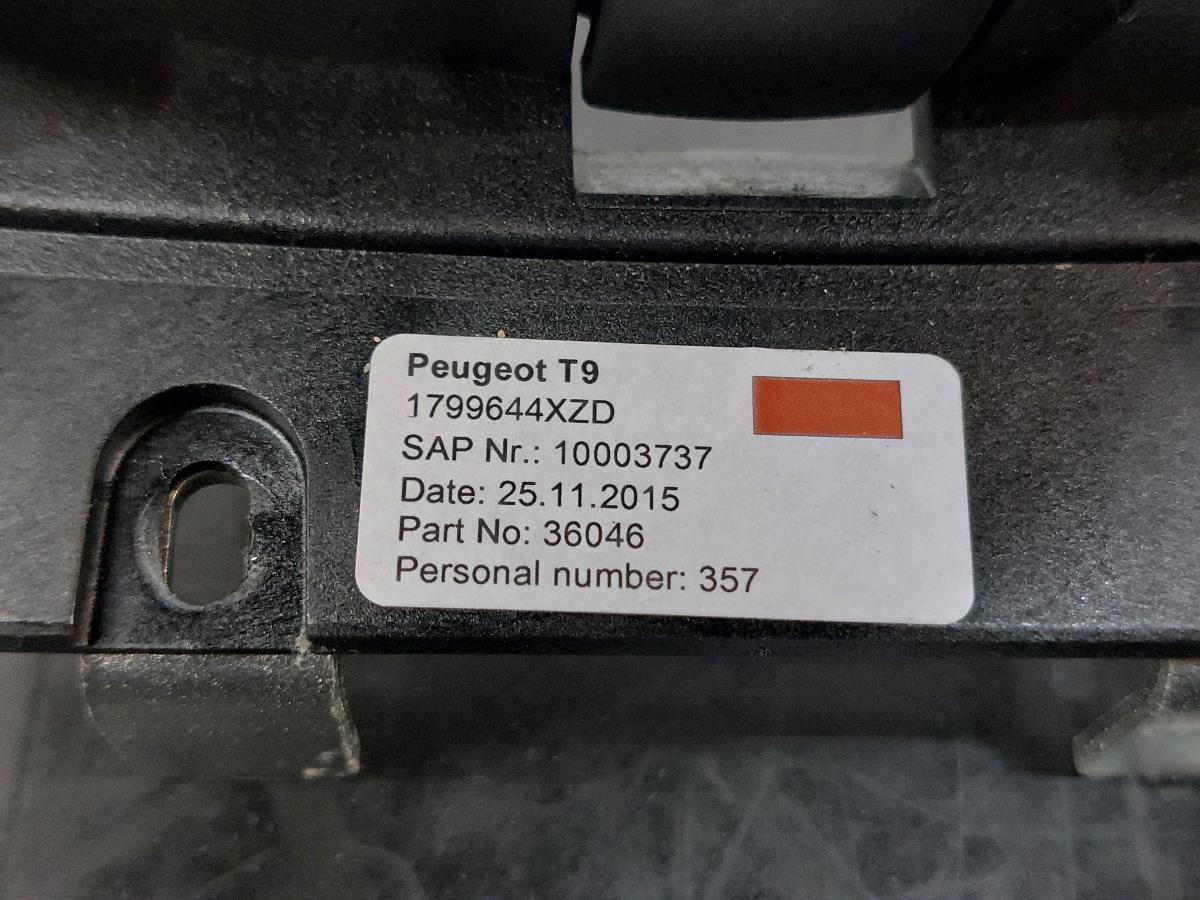 Peugeot T9
1799644XZD
SAP Nr.: 10003737
Date: 25.11.2015
Part No: 36046
Personal number: 357